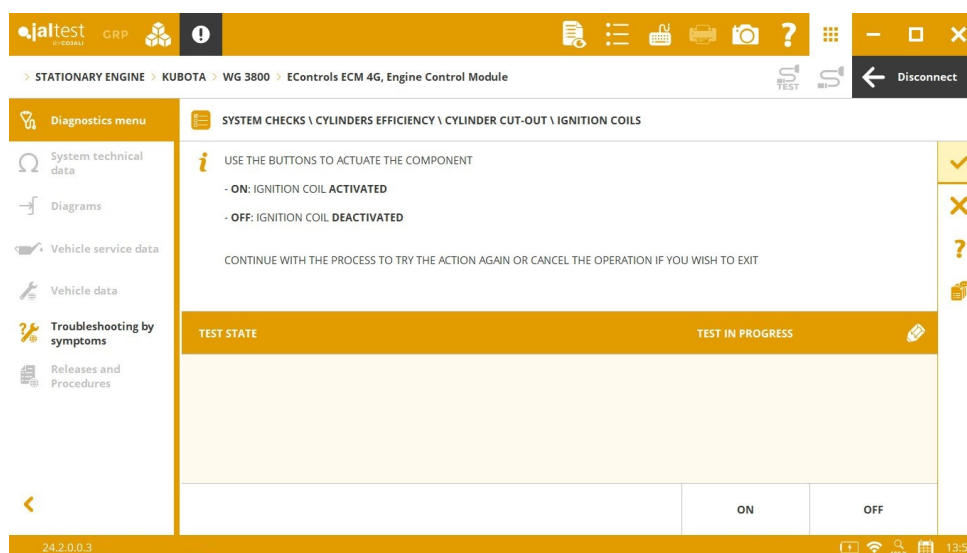 jaltest GRP
BY COJALI
> STATIONARY ENGINE > KUBOTA > WG 3800 > EControls ECM 4G, Engine Control Module
TEST
Disconnect
Diagnostics menu
SYSTEM CHECKS \ CYLINDERS EFFICIENCY \ CYLINDER CUT-OUT \ IGNITION COILS
System technical
data
Diagrams
Vehicle service data
Vehicle data
Troubleshooting by
symptoms
Releases and
Procedures
USE THE BUTTONS TO ACTUATE THE COMPONENT
- ON: IGNITION COIL ACTIVATED
- OFF: IGNITION COIL DEACTIVATED
CONTINUE WITH THE PROCESS TO TRY THE ACTION AGAIN OR CANCEL THE OPERATION IF YOU WISH TO EXIT
TEST STATE TEST IN PROGRESS
ON OFF
24.2.0.0.3